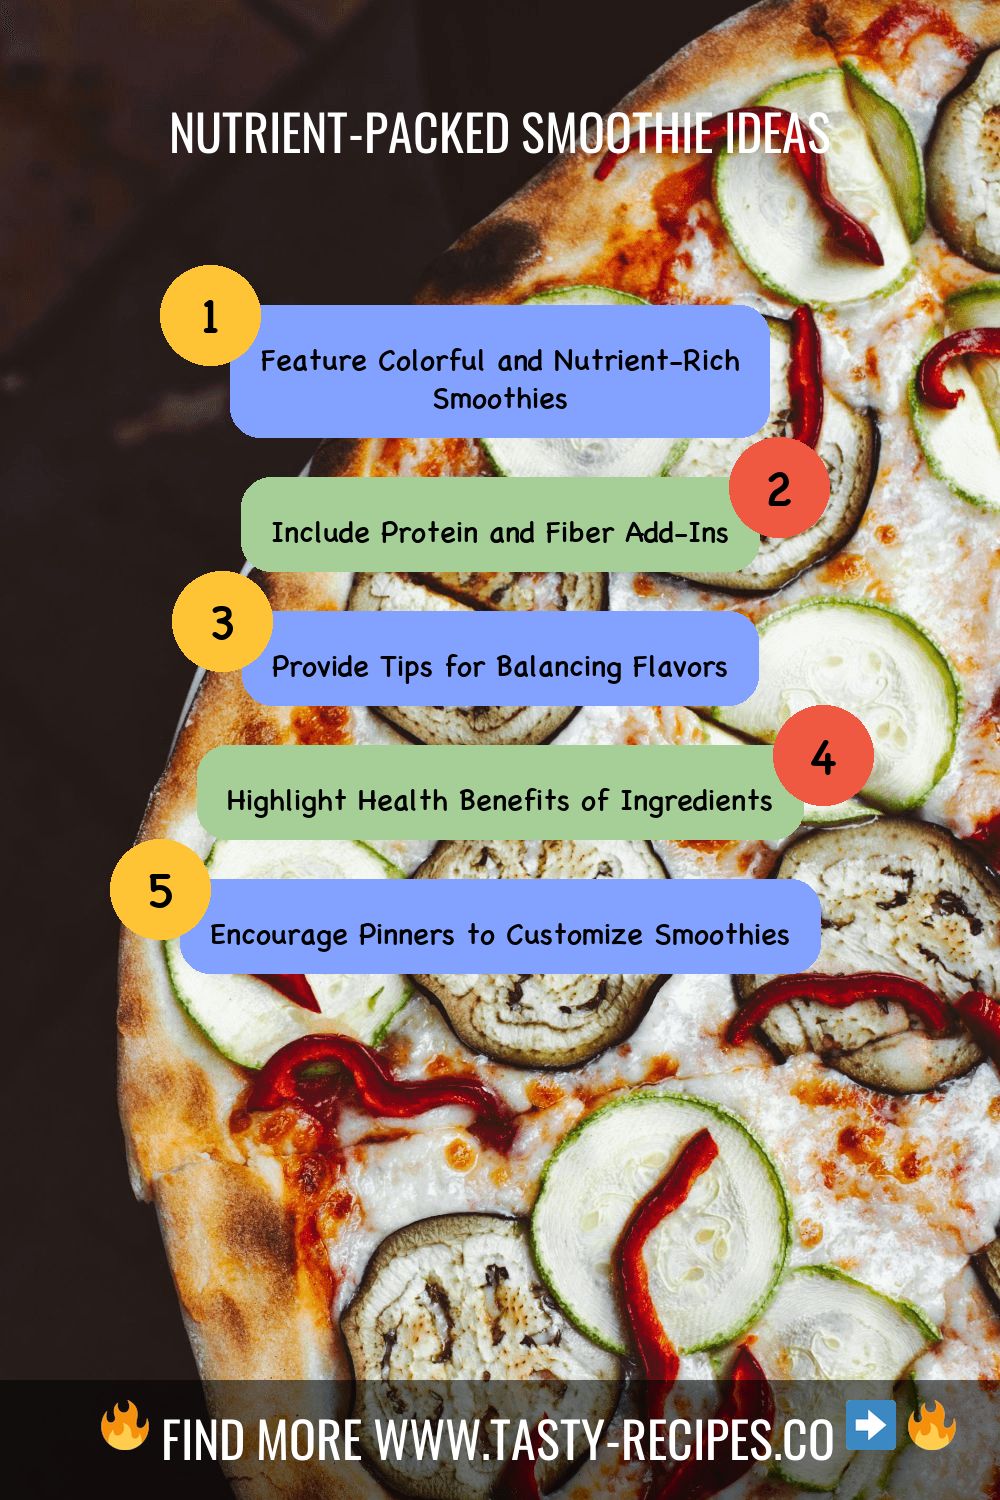 NUTRIENT-PACKED SMOOTHIE IDEAS
1
Feature Colorful and Nutrient-Rich
Smoothies
2
Include Protein and Fiber Add-Ins
3
Provide Tips for Balancing Flavors
4
Highlight Health Benefits of Ingredients
5
Encourage Pinners to Customize Smoothies
FIND MORE WWW.TASTY-RECIPES.CO